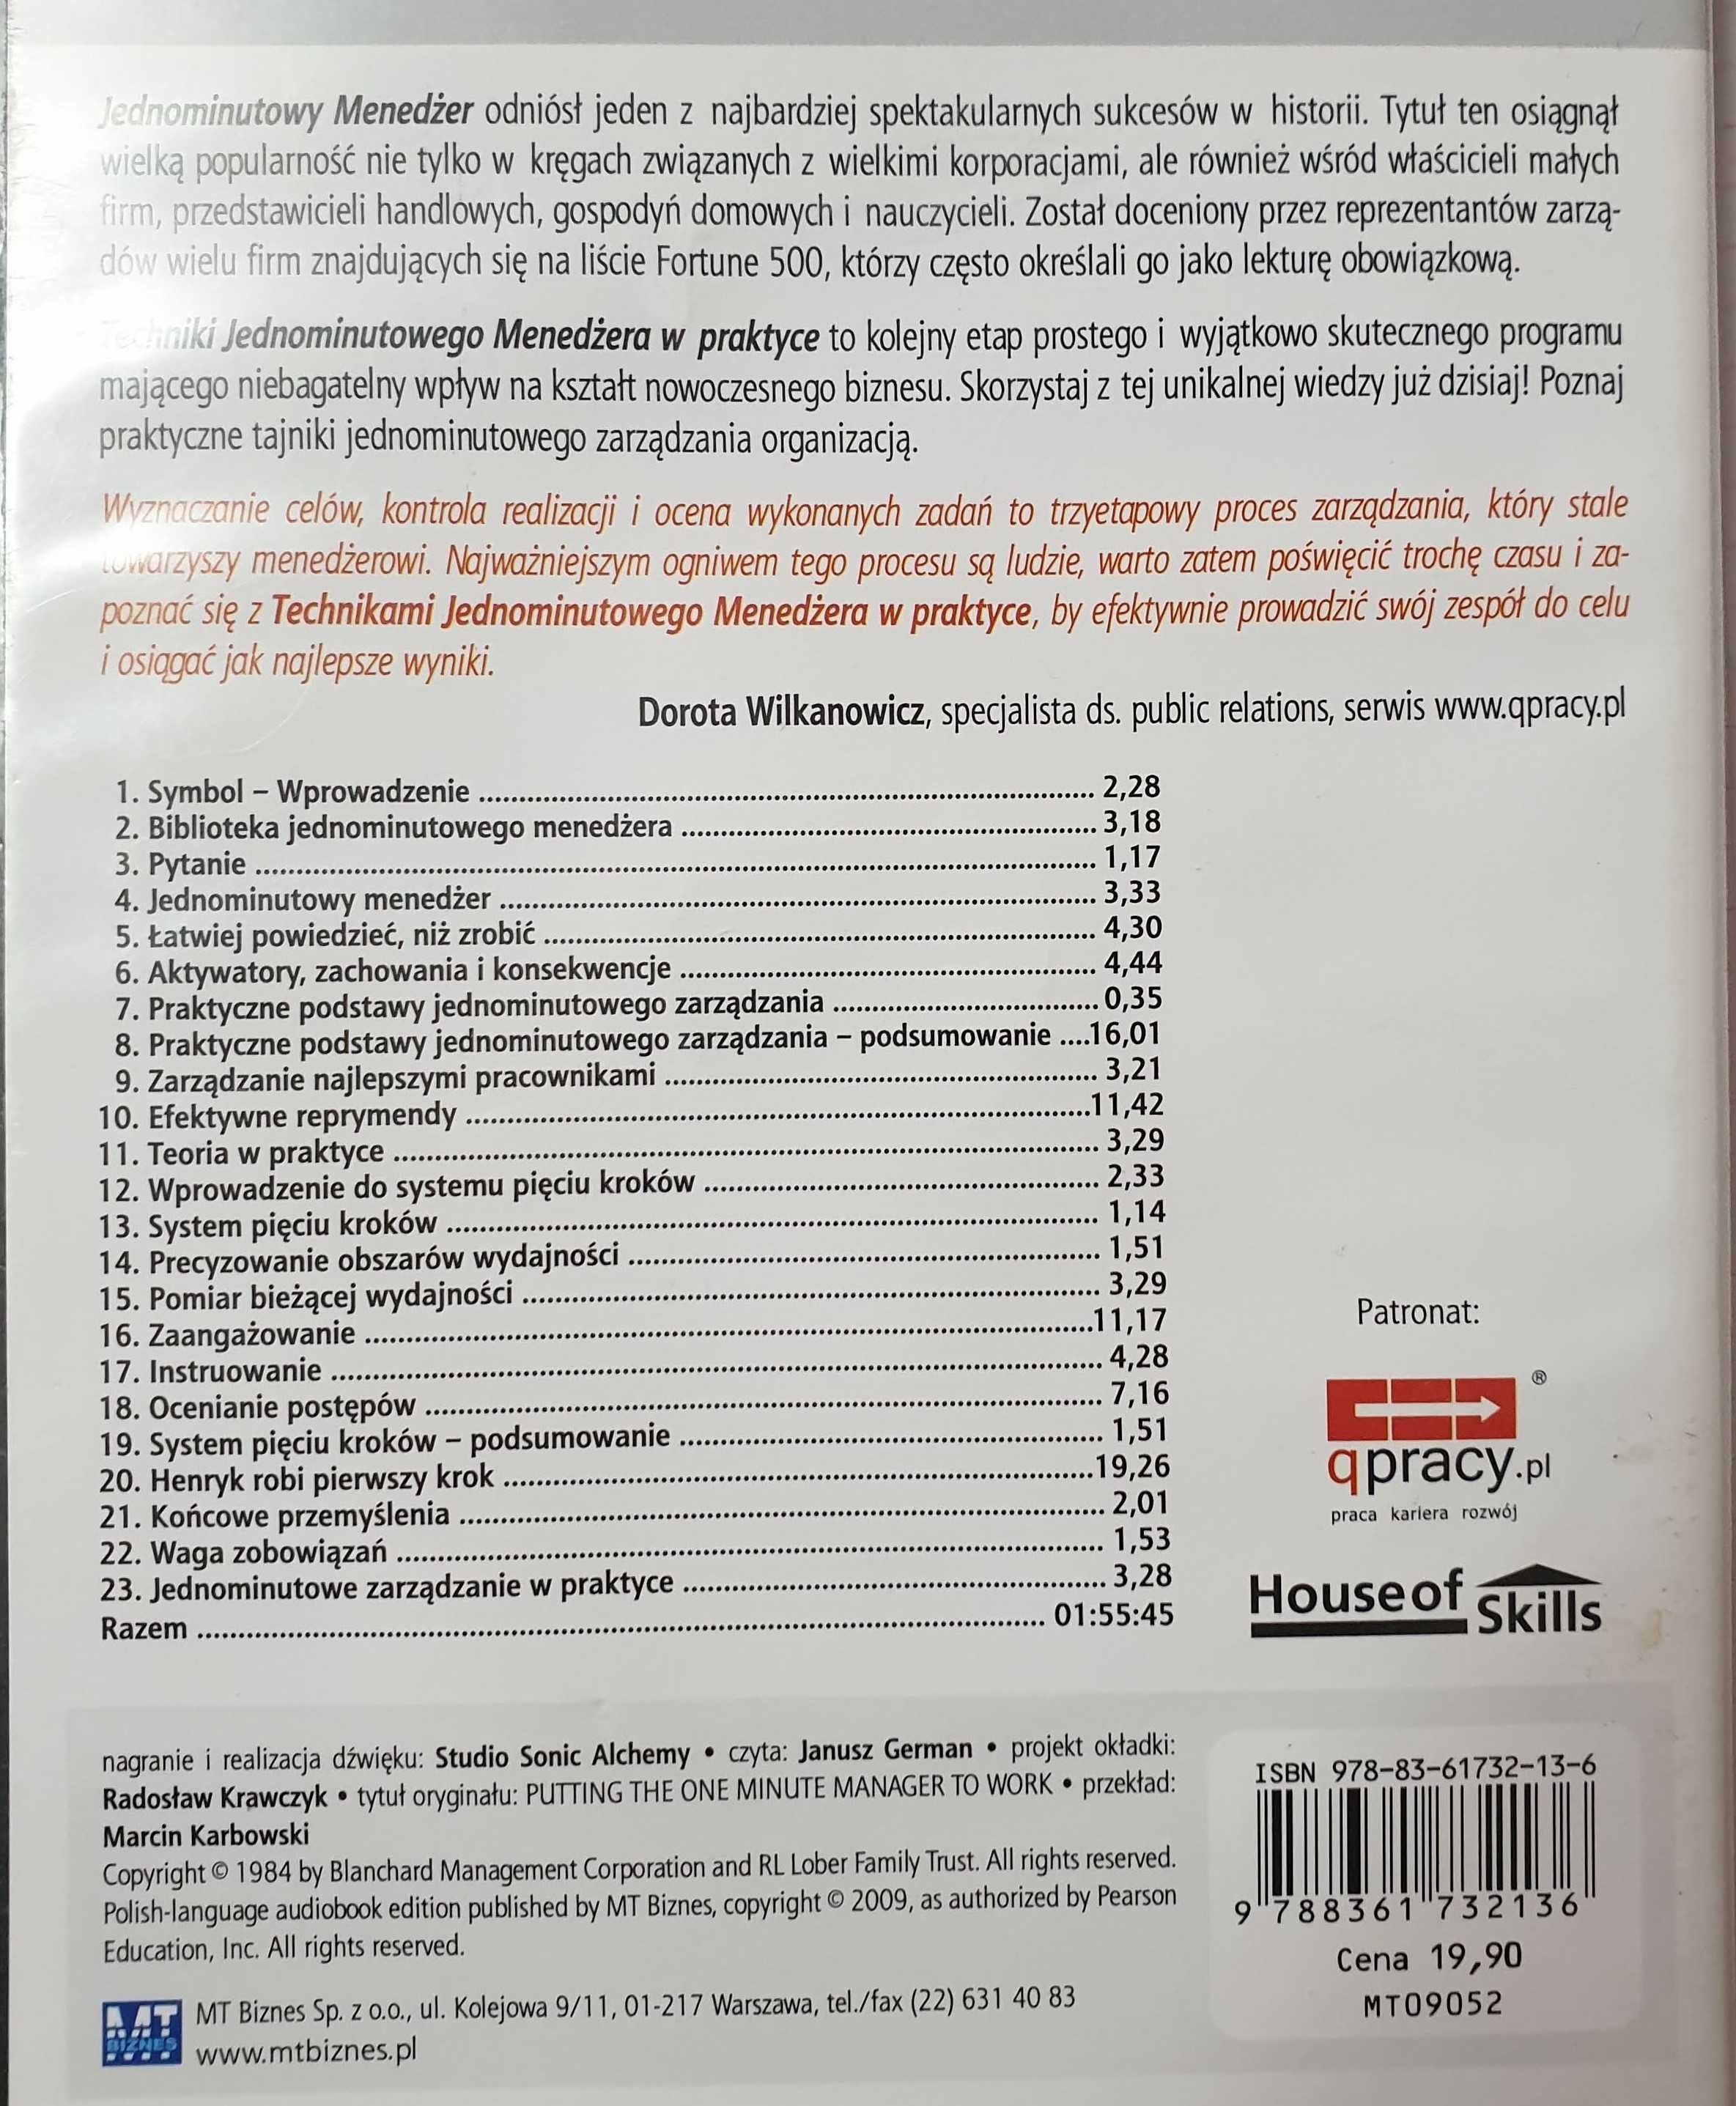 Jednominutowy Menedżer odniósł jeden z najbardziej spektakularnych sukcesów w historii. Tytuł ten osiągnął
wielką popularność nie tylko w kręgach związanych z wielkimi korporacjami, ale również wśród właścicieli małych
firm, przedstawicieli handlowych, gospodyń domowych i nauczycieli. Został doceniony przez reprezentantów zarzą-
dów wielu firm znajdujących się na liście Fortune 500, którzy często określali go jako lekturę obowiązkową.
Techniki Jednominutowego Menedżera w praktyce to kolejny etap prostego i wyjątkowo skutecznego programu
mającego niebagatelny wpływ na kształt nowoczesnego biznesu. Skorzystaj z tej unikalnej wiedzy już dzisiaj! Poznaj
praktyczne tajniki jednominutowego zarządzania organizacją.
Wyznaczanie celów, kontrola realizacji i ocena wykonanych zadań to trzyetapowy proces zarządzania, który stale
towarzyszy menedżerowi. Najważniejszym ogniwem tego procesu są ludzie, warto zatem poświęcić trochę czasu i za-
poznać się z Technikami Jednominutowego Menedżera w praktyce, by efektywnie prowadzić swój zespół do celu
i osiągać jak najlepsze wyniki.
Dorota Wilkanowicz, specjalista ds. public relations, serwis www.qpracy.pl
1. Symbol – Wprowadzenie ........ 2,28
2. Biblioteka jednominutowego menedżera ........ 3,18
3. Pytanie ........ 1,17
4. Jednominutowy menedżer ........ 3,33
5. Łatwiej powiedzieć, niż zrobić ........ 4,30
6. Aktywatory, zachowania i konsekwencje ........ 4,44
7. Praktyczne podstawy jednominutowego zarządzania ........ 0,35
8. Praktyczne podstawy jednominutowego zarządzania – podsumowanie ....16,01
9. Zarządzanie najlepszymi pracownikami ........ 3,21
10. Efektywne reprymendy ........11,42
11. Teoria w praktyce ........ 3,29
12. Wprowadzenie do systemu pięciu kroków ........ 2,33
13. System pięciu kroków ........ 1,14
14. Precyzowanie obszarów wydajności ........ 1,51
15. Pomiar bieżącej wydajności ........ 3,29
16. Zaangażowanie ........11,17
17. Instruowanie ........ 4,28
18. Ocenianie postępów ........ 7,16
19. System pięciu kroków – podsumowanie ........ 1,51
20. Henryk robi pierwszy krok ........19,26
21. Końcowe przemyślenia ........ 2,01
22. Waga zobowiązań ........ 1,53
23. Jednominutowe zarządzanie w praktyce ........ 3,28
Razem ........ 01:55:45
Patronat:
®
qpracy.pl
praca kariera rozwój
House of Skills
nagranie i realizacja dźwięku: Studio Sonic Alchemy • czyta: Janusz German • projekt okładki:
Radosław Krawczyk • tytuł oryginału: PUTTING THE ONE MINUTE MANAGER TO WORK • przekład:
Marcin Karbowski
Copyright © 1984 by Blanchard Management Corporation and RL Lober Family Trust. All rights reserved.
Polish-language audiobook edition published by MT Biznes, copyright © 2009, as authorized by Pearson
Education, Inc. All rights reserved.
MT BIZNES
MT Biznes Sp. z o.o., ul. Kolejowa 9/11, 01-217 Warszawa, tel./fax (22) 631 40 83
www.mtbiznes.pl
ISBN 978-83-61732-13-6
9 788361 732136
Cena 19,90
MT09052